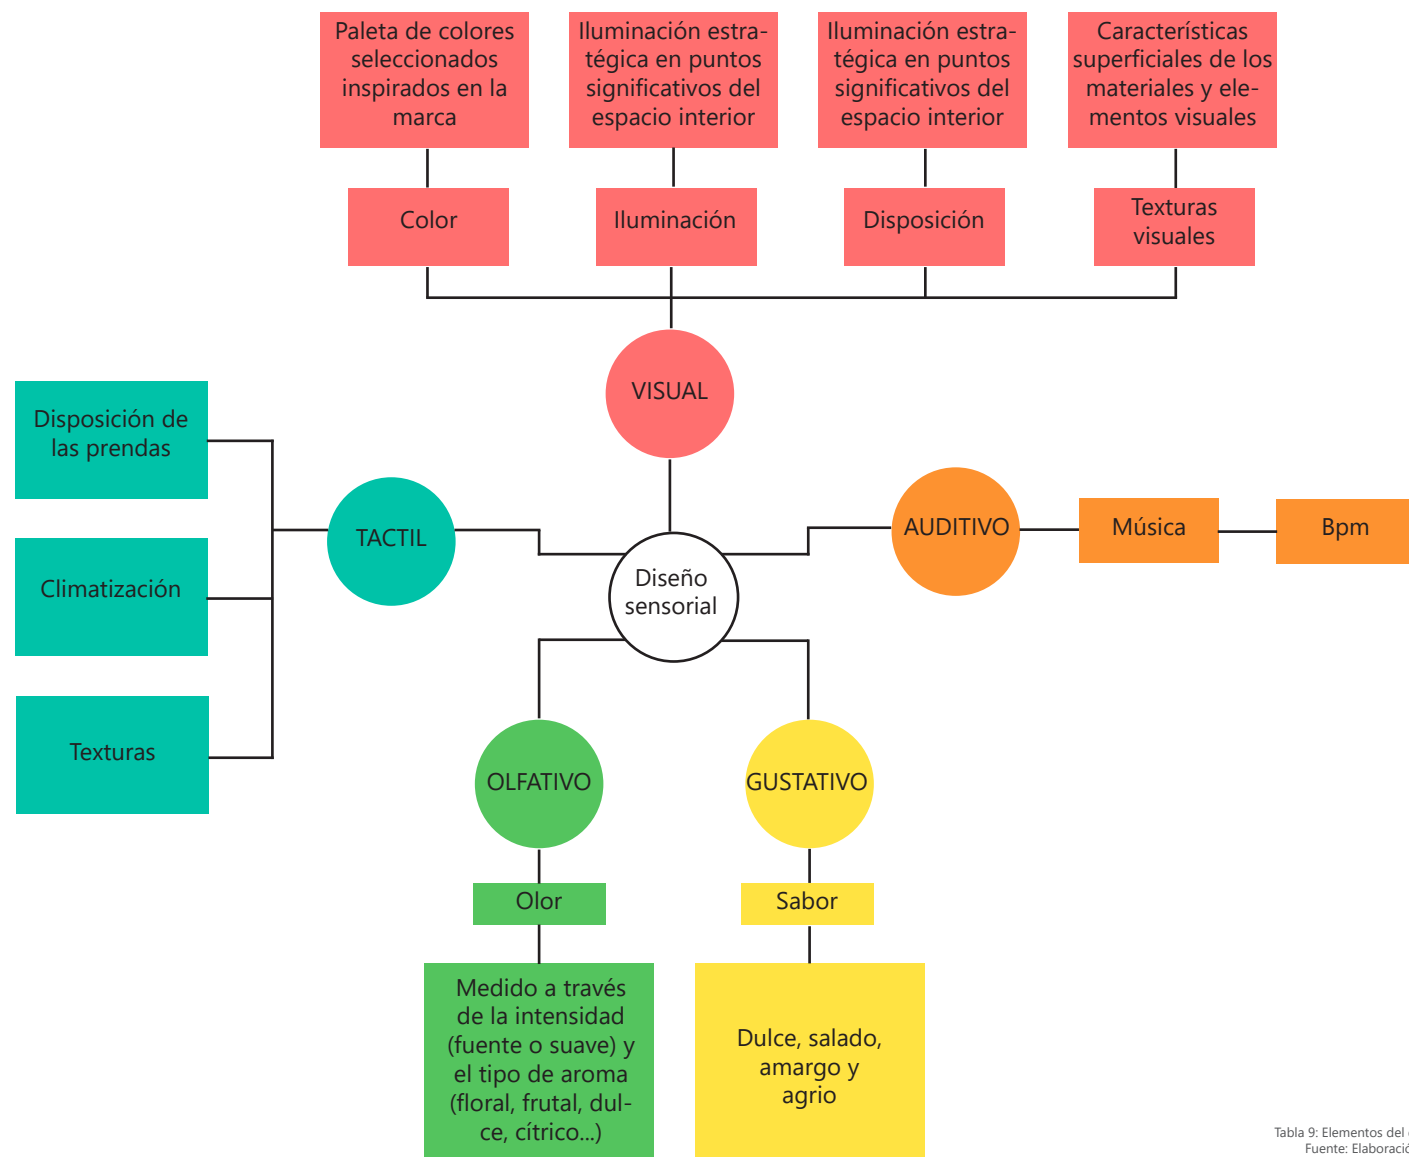 Paleta de colores
seleccionados
inspirados en la
marca
Iluminación estra-
tégica en puntos
significativos del
espacio interior
Iluminación estra-
tégica en puntos
significativos del
espacio interior
Características
superficiales de los
materiales y ele-
mentos visuales
Color
Iluminación
Disposición
Texturas
visuales
VISUAL
Disposición de
las prendas
Climatización
Texturas
TACTIL
Diseño
sensorial
AUDITIVO
Música
Bpm
OLFATIVO
Olor
Medido a través
de la intensidad
(fuente o suave) y
el tipo de aroma
(floral, frutal, dul-
ce, cítrico...)
GUSTATIVO
Sabor
Dulce, salado,
amargo y
agrio
Tabla 9: Elementos del
Fuente: